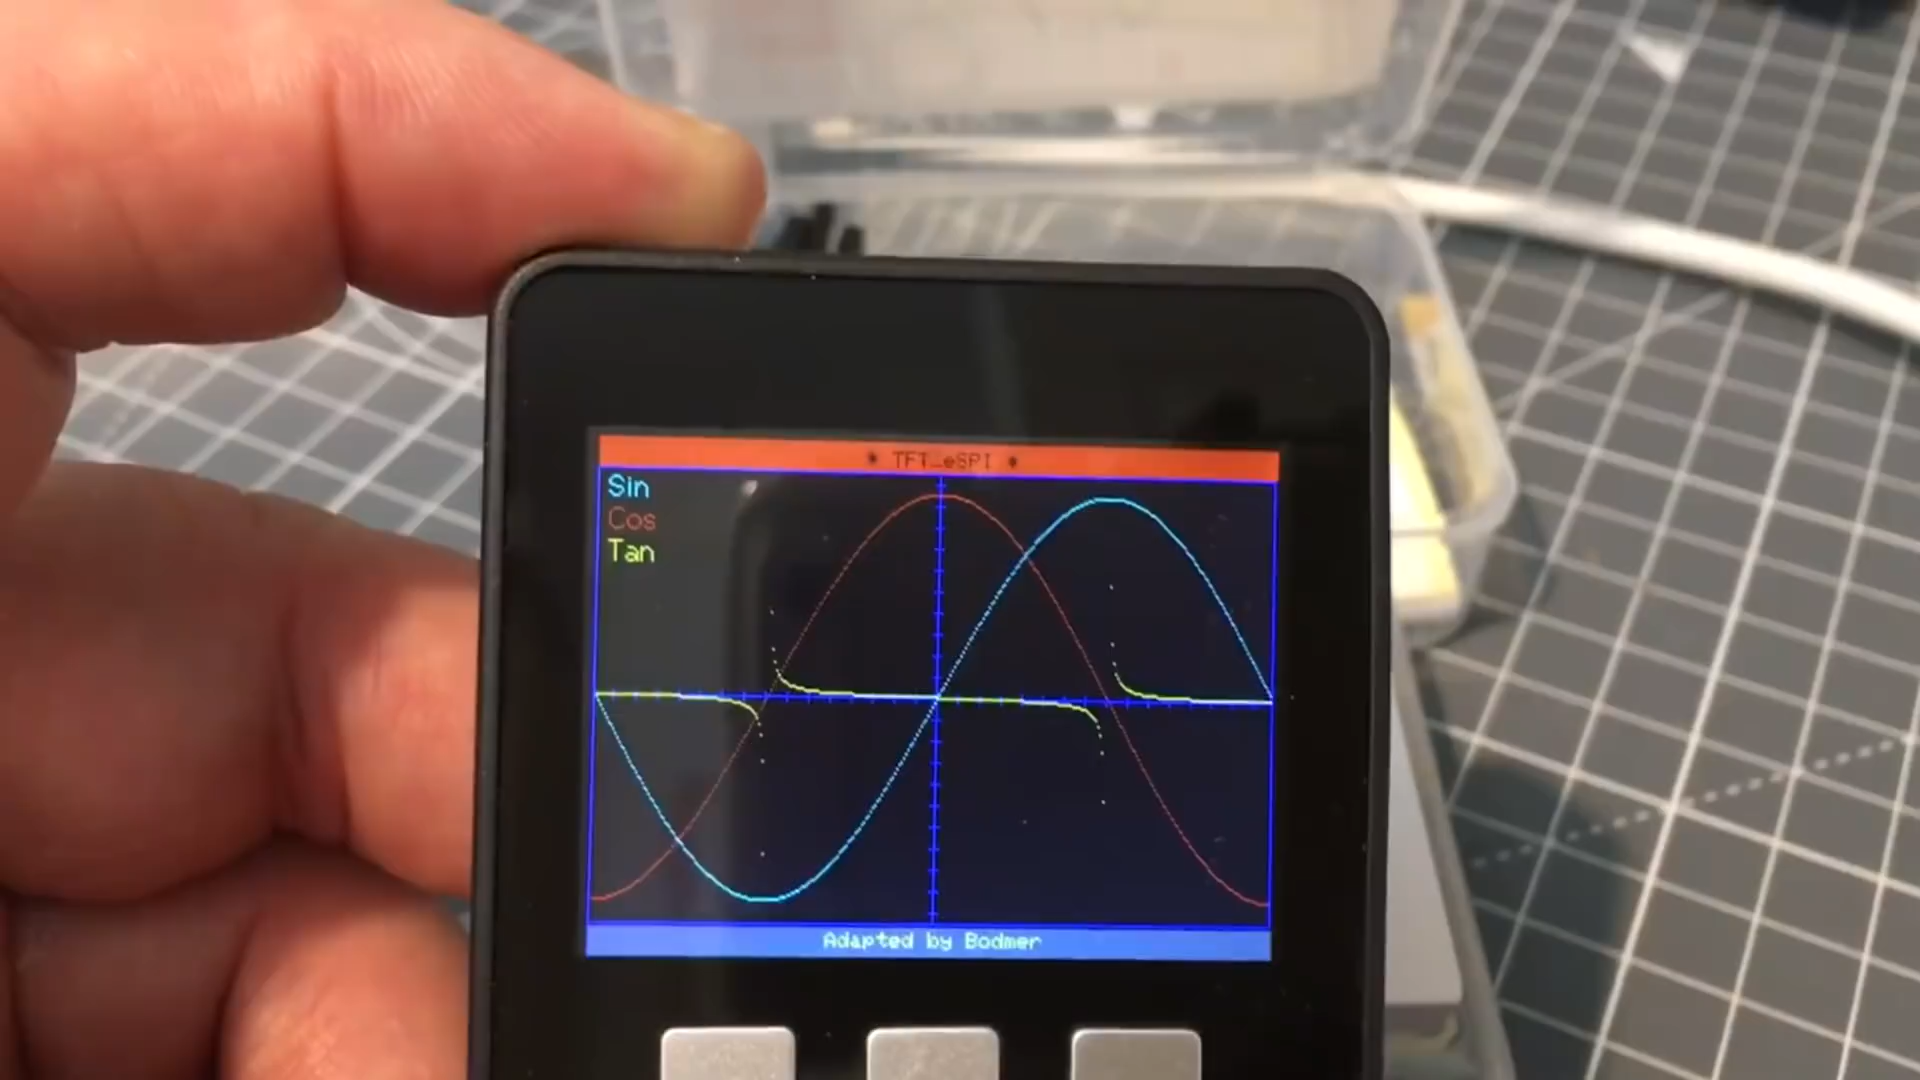 * TFT_eSPI *
Sin
Cos
Tan
Adapted by Bodmer